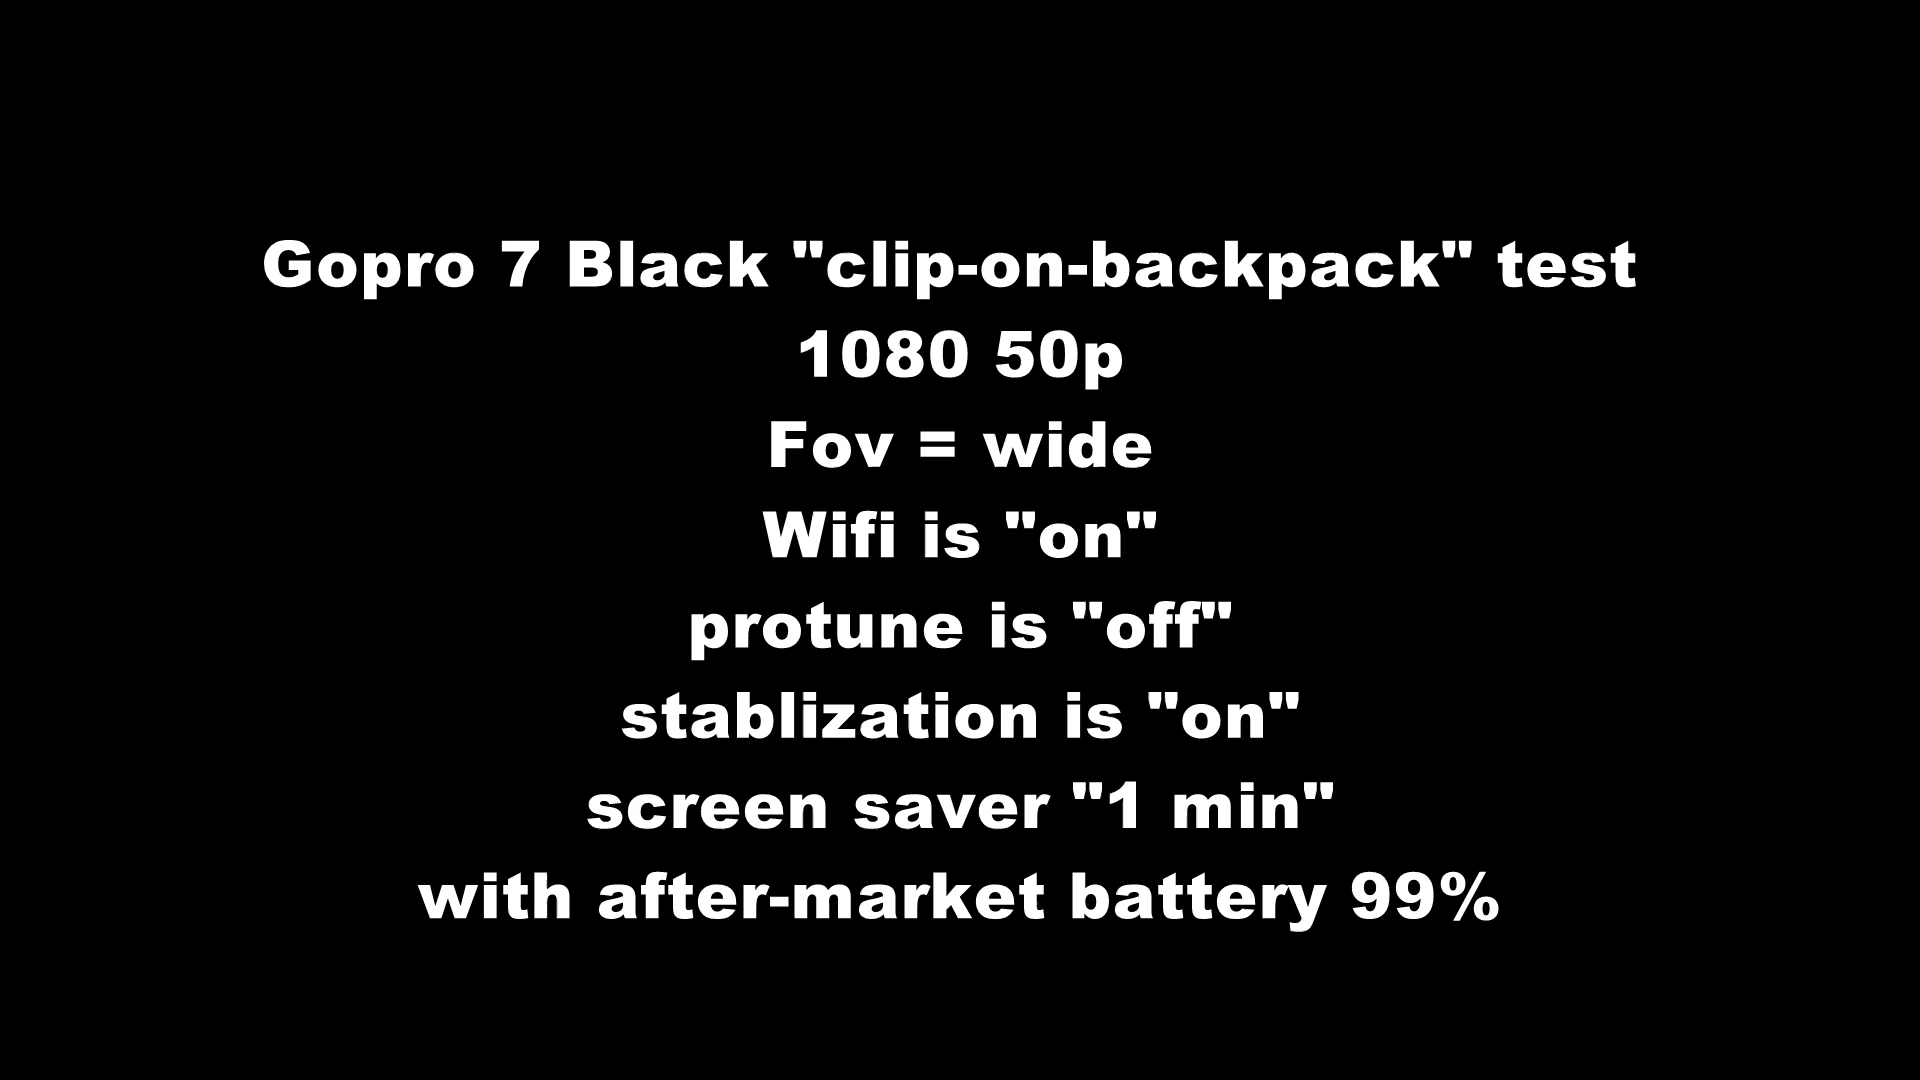 Gopro 7 Black "clip-on-backpack" test
1080 50p
Fov = wide
Wifi is "on"
protune is "off"
stablization is "on"
screen saver "1 min"
with after-market battery 99%